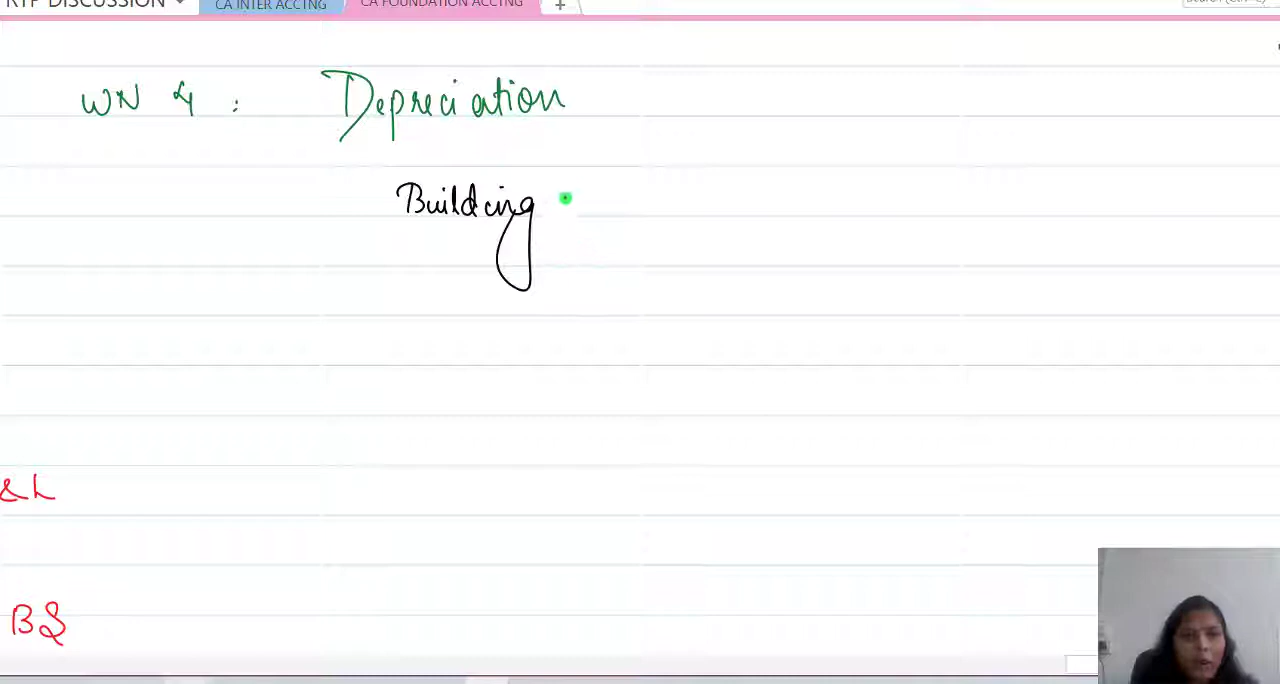 RTP DISCUSSION CA INTER ACCTNG CA FOUNDATION ACCTNG +
WN 4 : Depreciation
Building
& L
BS